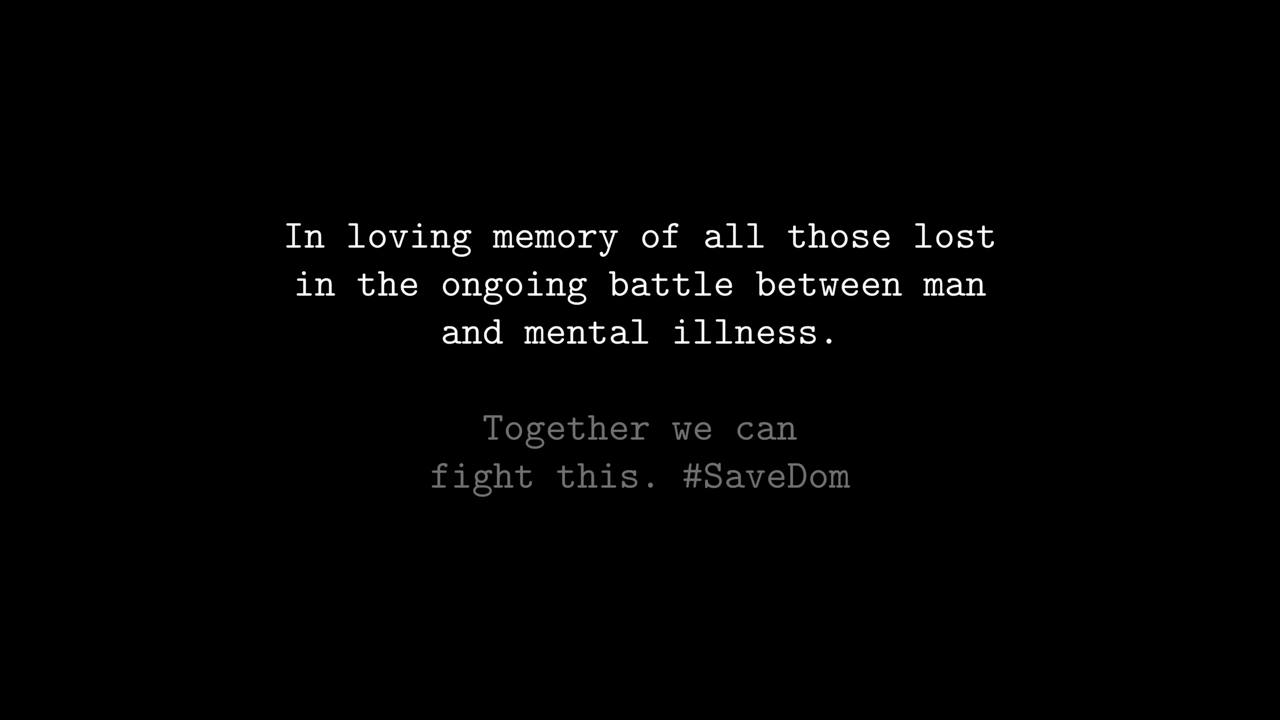 In loving memory of all those lost
in the ongoing battle between man
and mental illness.
Together we can
fight this. #SaveDom